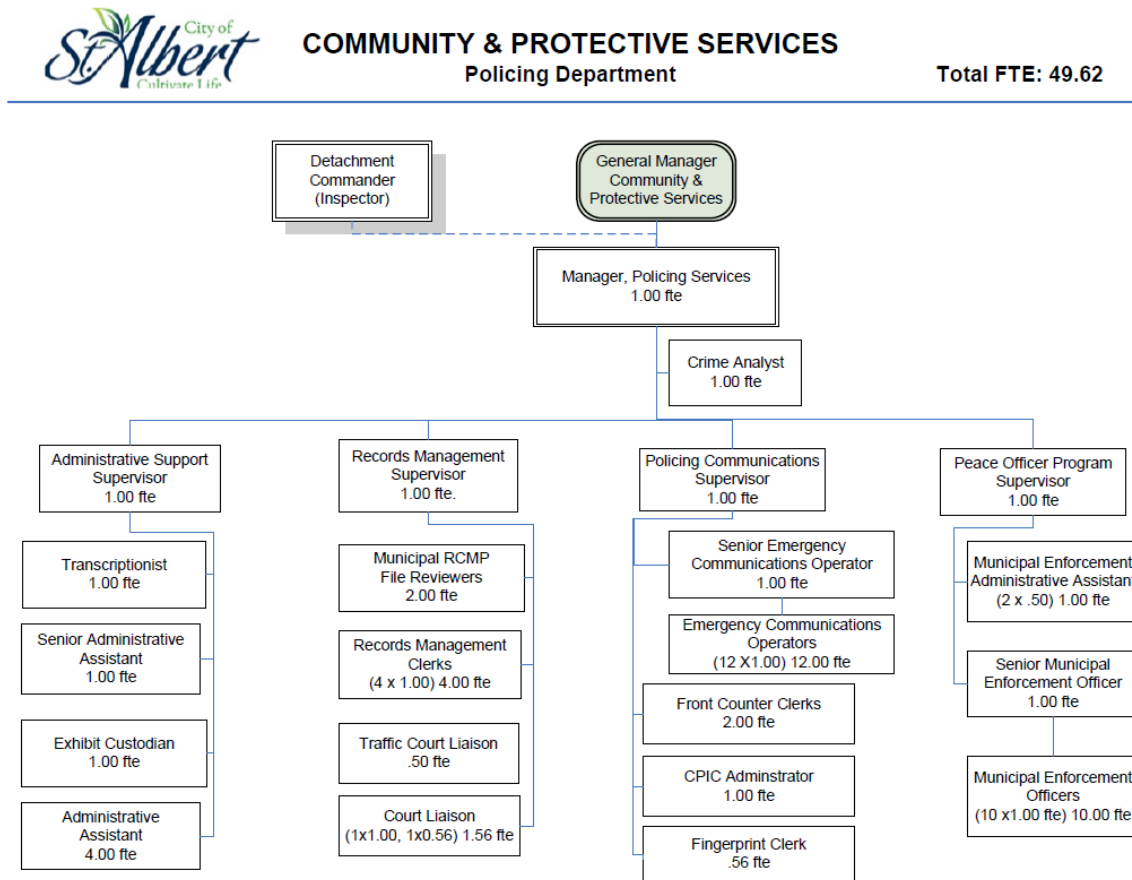 City of
St. Albert
Cultivate Life
COMMUNITY & PROTECTIVE SERVICES
Policing Department
Total FTE: 49.62
Detachment
Commander
(Inspector)
General Manager
Community &
Protective Services
Manager, Policing Services
1.00 fte
Crime Analyst
1.00 fte
Administrative Support
Supervisor
1.00 fte
Transcriptionist
1.00 fte
Senior Administrative
Assistant
1.00 fte
Exhibit Custodian
1.00 fte
Administrative
Assistant
4.00 fte
Records Management
Supervisor
1.00 fte.
Municipal RCMP
File Reviewers
2.00 fte
Records Management
Clerks
(4 x 1.00) 4.00 fte
Traffic Court Liaison
.50 fte
Court Liaison
(1x1.00, 1x0.56) 1.56 fte
Policing Communications
Supervisor
1.00 fte
Senior Emergency
Communications Operator
1.00 fte
Emergency Communications
Operators
(12 X1.00) 12.00 fte
Front Counter Clerks
2.00 fte
CPIC Adminstrator
1.00 fte
Fingerprint Clerk
.56 fte
Peace Officer Program
Supervisor
1.00 fte
Municipal Enforcement
Administrative Assistant
(2 x .50) 1.00 fte
Senior Municipal
Enforcement Officer
1.00 fte
Municipal Enforcement
Officers
(10 x1.00 fte) 10.00 fte